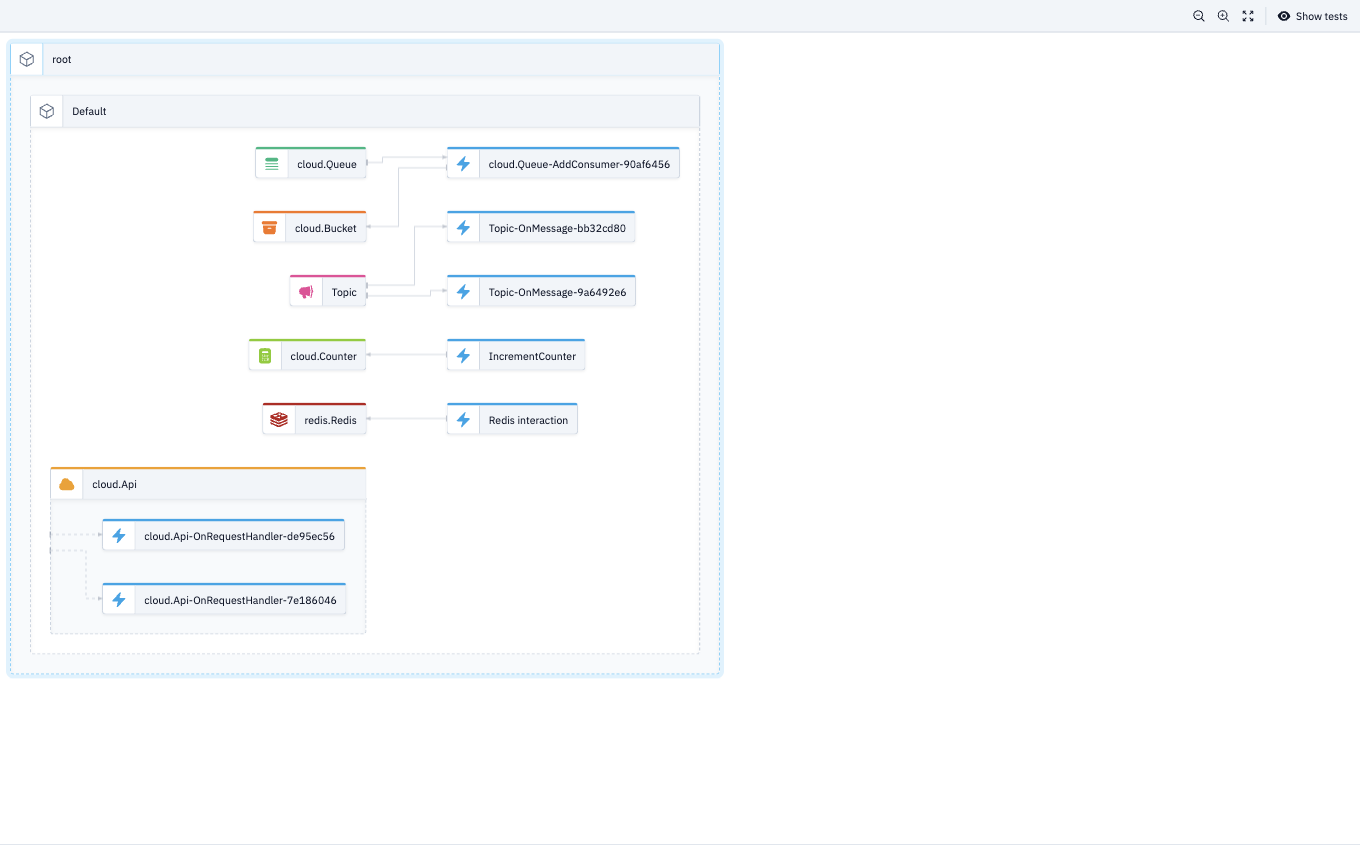 Show tests
root
Default
cloud.Queue
cloud.Queue-AddConsumer-90af6456
cloud.Bucket
Topic-OnMessage-bb32cd80
Topic
Topic-OnMessage-9a6492e6
cloud.Counter
IncrementCounter
redis.Redis
Redis interaction
cloud.Api
cloud.Api-OnRequestHandler-de95ec56
cloud.Api-OnRequestHandler-7e186046